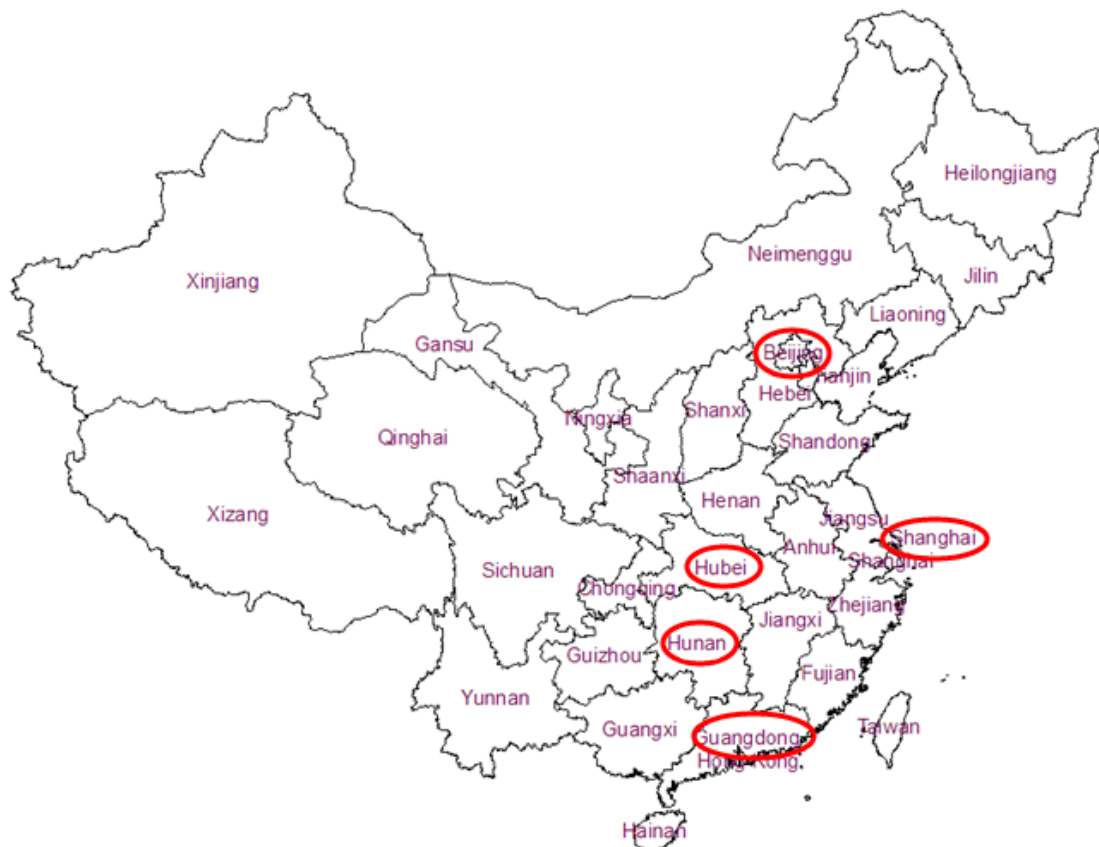 Heilongjiang
Neimenggu
Jilin
Xinjiang
Liaoning
Gansu
Beijing
Tianjin
Hebei
Shanxi
Ningxia
Qinghai
Shandong
Shaanxi
Henan
Xizang
Jiangsu
Shanghai
Anhui
Shanghai
Hubei
Sichuan
Chongqing
Zhejiang
Jiangxi
Hunan
Guizhou
Fujian
Yunnan
Guangxi
Taiwan
Guangdong
Hong Kong
Hainan